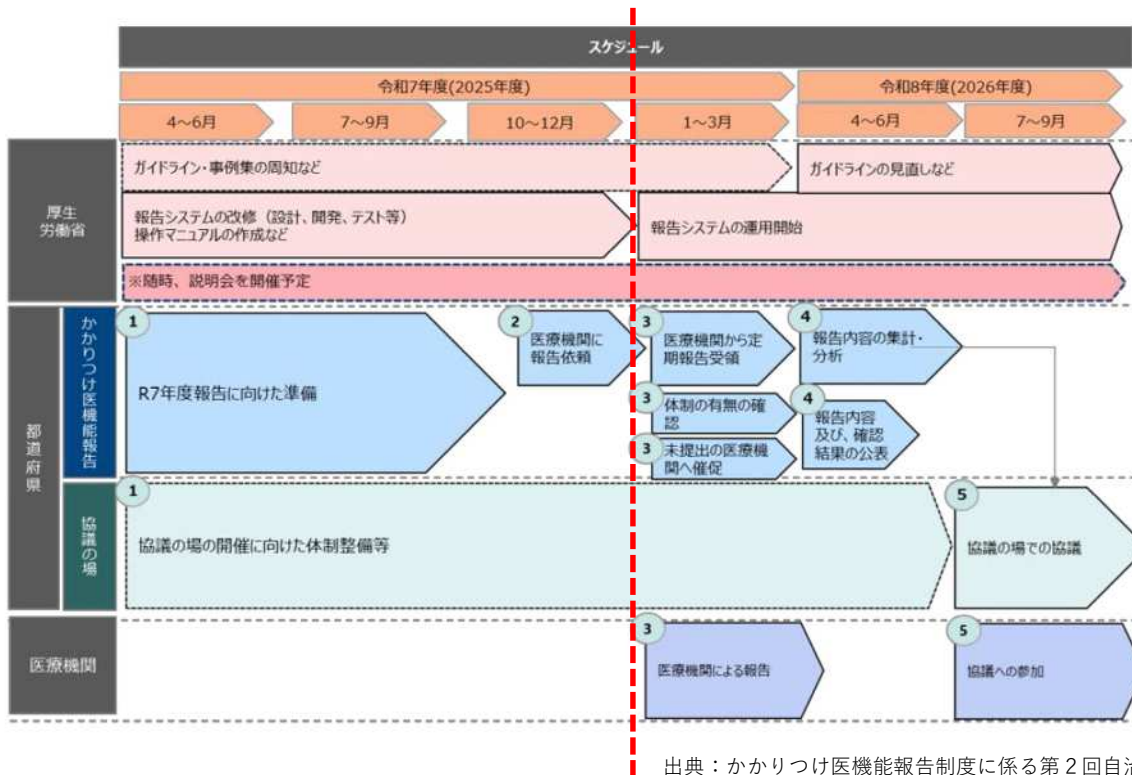 スケジュール
令和7年度(2025年度)
令和8年度(2026年度)
4～6月
7～9月
10～12月
1～3月
4～6月
7～9月
厚生
労働省
ガイドライン・事例集の周知など
ガイドラインの見直しなど
報告システムの改修（設計、開発、テスト等）
操作マニュアルの作成など
報告システムの運用開始
※随時、説明会を開催予定
都道府県
かかりつけ医機能報告
1
R7年度報告に向けた準備
2
医療機関に
報告依頼
3
医療機関から定
期報告受領
4
報告内容の集計・
分析
3
体制の有無の確
認
4
報告内容
及び、確認
結果の公表
3
未提出の医療機
関へ催促
協議の場
1
協議の場の開催に向けた体制整備等
5
協議の場での協議
医療機関
3
医療機関による報告
5
協議への参加
出典：かかりつけ医機能報告制度に係る第２回自